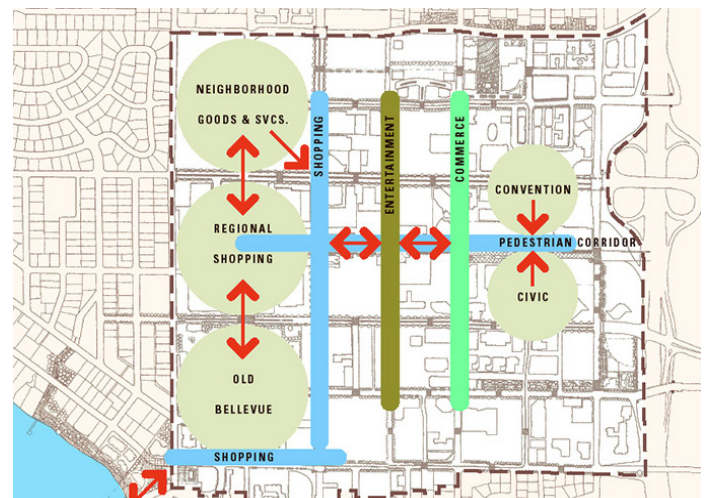 NEIGHBORHOOD
GOODS & SVCS.
SHOPPING
ENTERTAINMENT
COMMERCE
CONVENTION
REGIONAL
SHOPPING
PEDESTRIAN CORRIDOR
CIVIC
OLD
BELLEVUE
SHOPPING